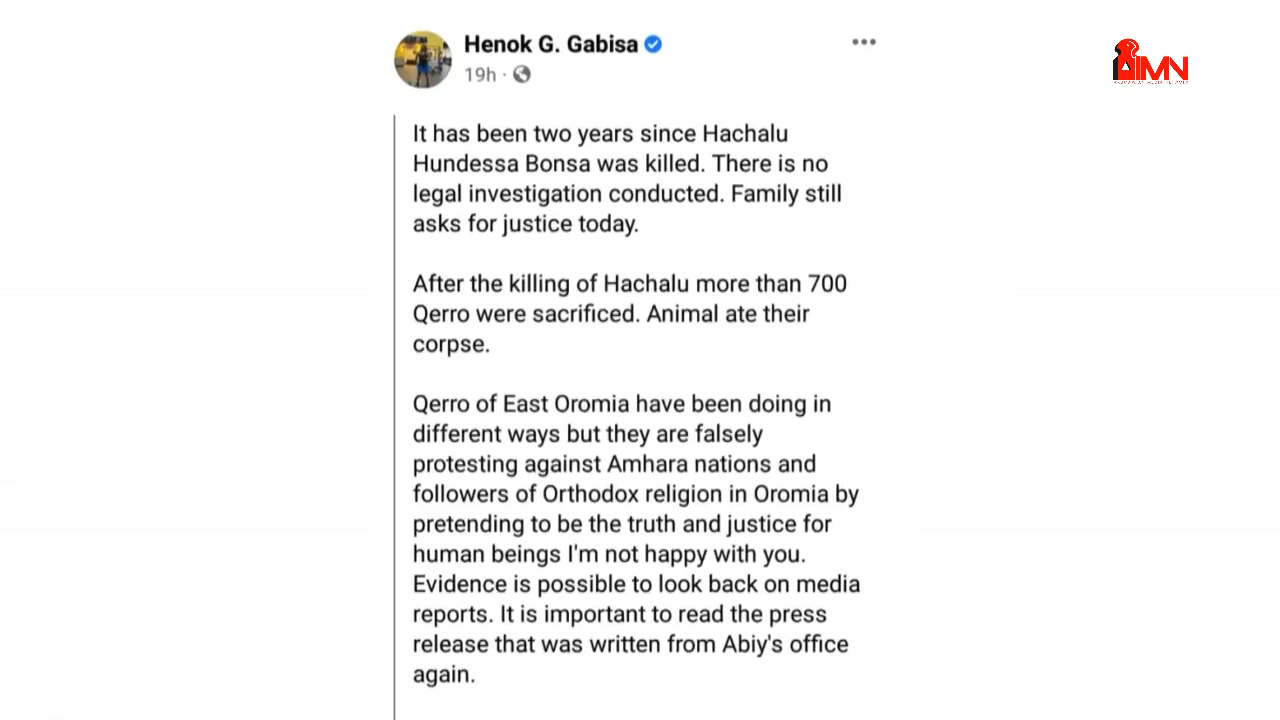 Henok G. Gabisa
19h ·
AIMN
It has been two years since Hachalu
Hundessa Bonsa was killed. There is no
legal investigation conducted. Family still
asks for justice today.
After the killing of Hachalu more than 700
Qerro were sacrificed. Animal ate their
corpse.
Qerro of East Oromia have been doing in
different ways but they are falsely
protesting against Amhara nations and
followers of Orthodox religion in Oromia by
pretending to be the truth and justice for
human beings I'm not happy with you.
Evidence is possible to look back on media
reports. It is important to read the press
release that was written from Abiy's office
again.